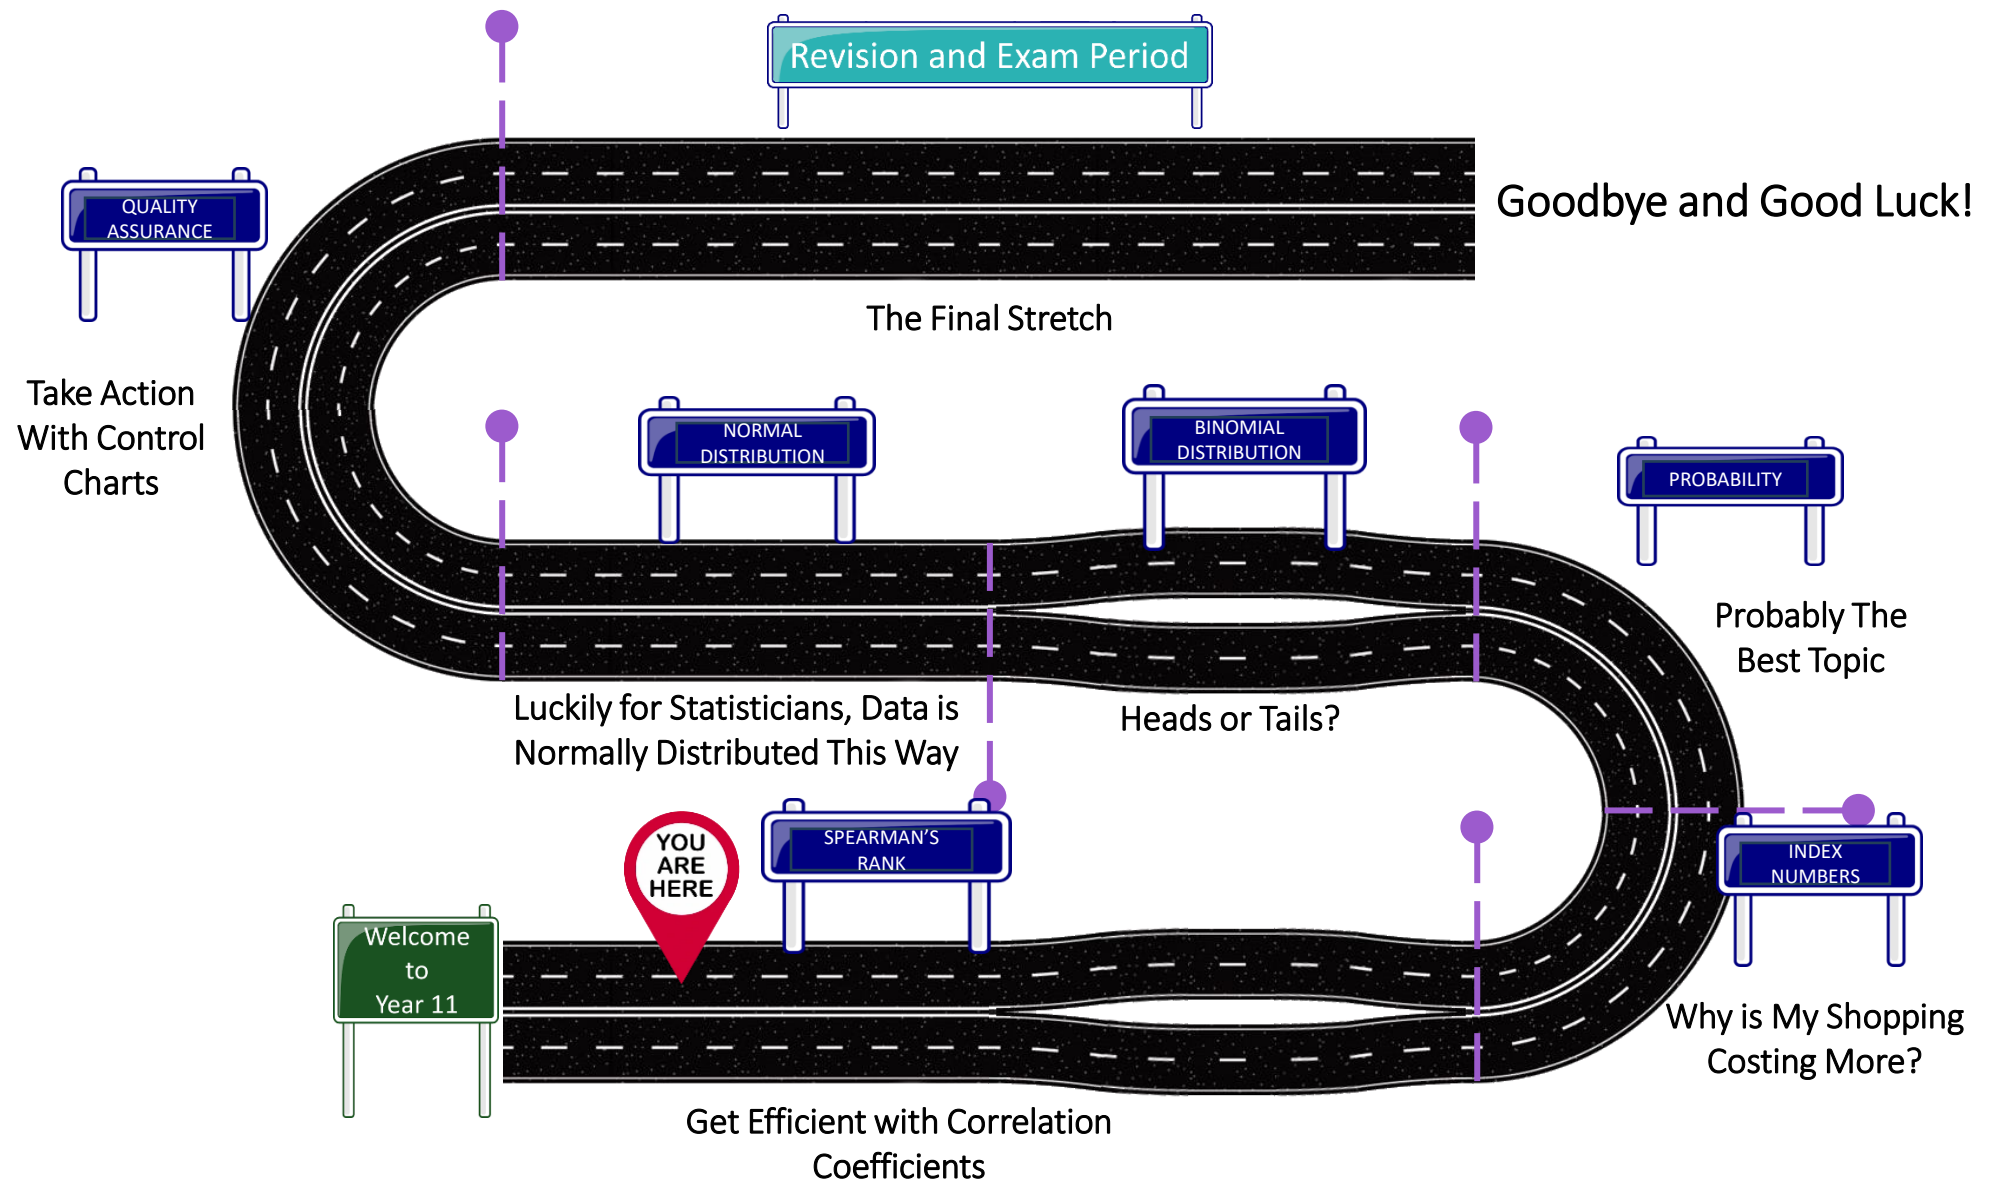 Revision and Exam Period
Goodbye and Good Luck!
QUALITY
ASSURANCE
The Final Stretch
Take Action
With Control
Charts
NORMAL
DISTRIBUTION
BINOMIAL
DISTRIBUTION
PROBABILITY
Probably The
Best Topic
Luckily for Statisticians, Data is
Normally Distributed This Way
Heads or Tails?
YOU
ARE
HERE
SPEARMAN’S
RANK
INDEX
NUMBERS
Welcome
to
Year 11
Why is My Shopping
Costing More?
Get Efficient with Correlation
Coefficients